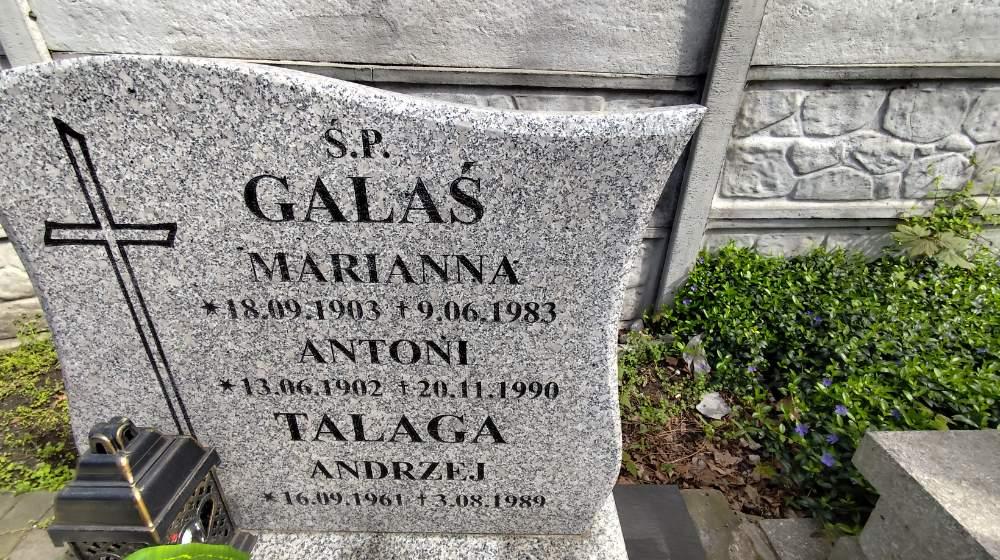 Ś.P.
GALAŚ
MARIANNA
*18.09.1903 †9.06.1983
ANTONI
*13.06.1902 †20.11.1990
TALAGA
ANDRZEJ
*16.09.1961 †3.08.1989